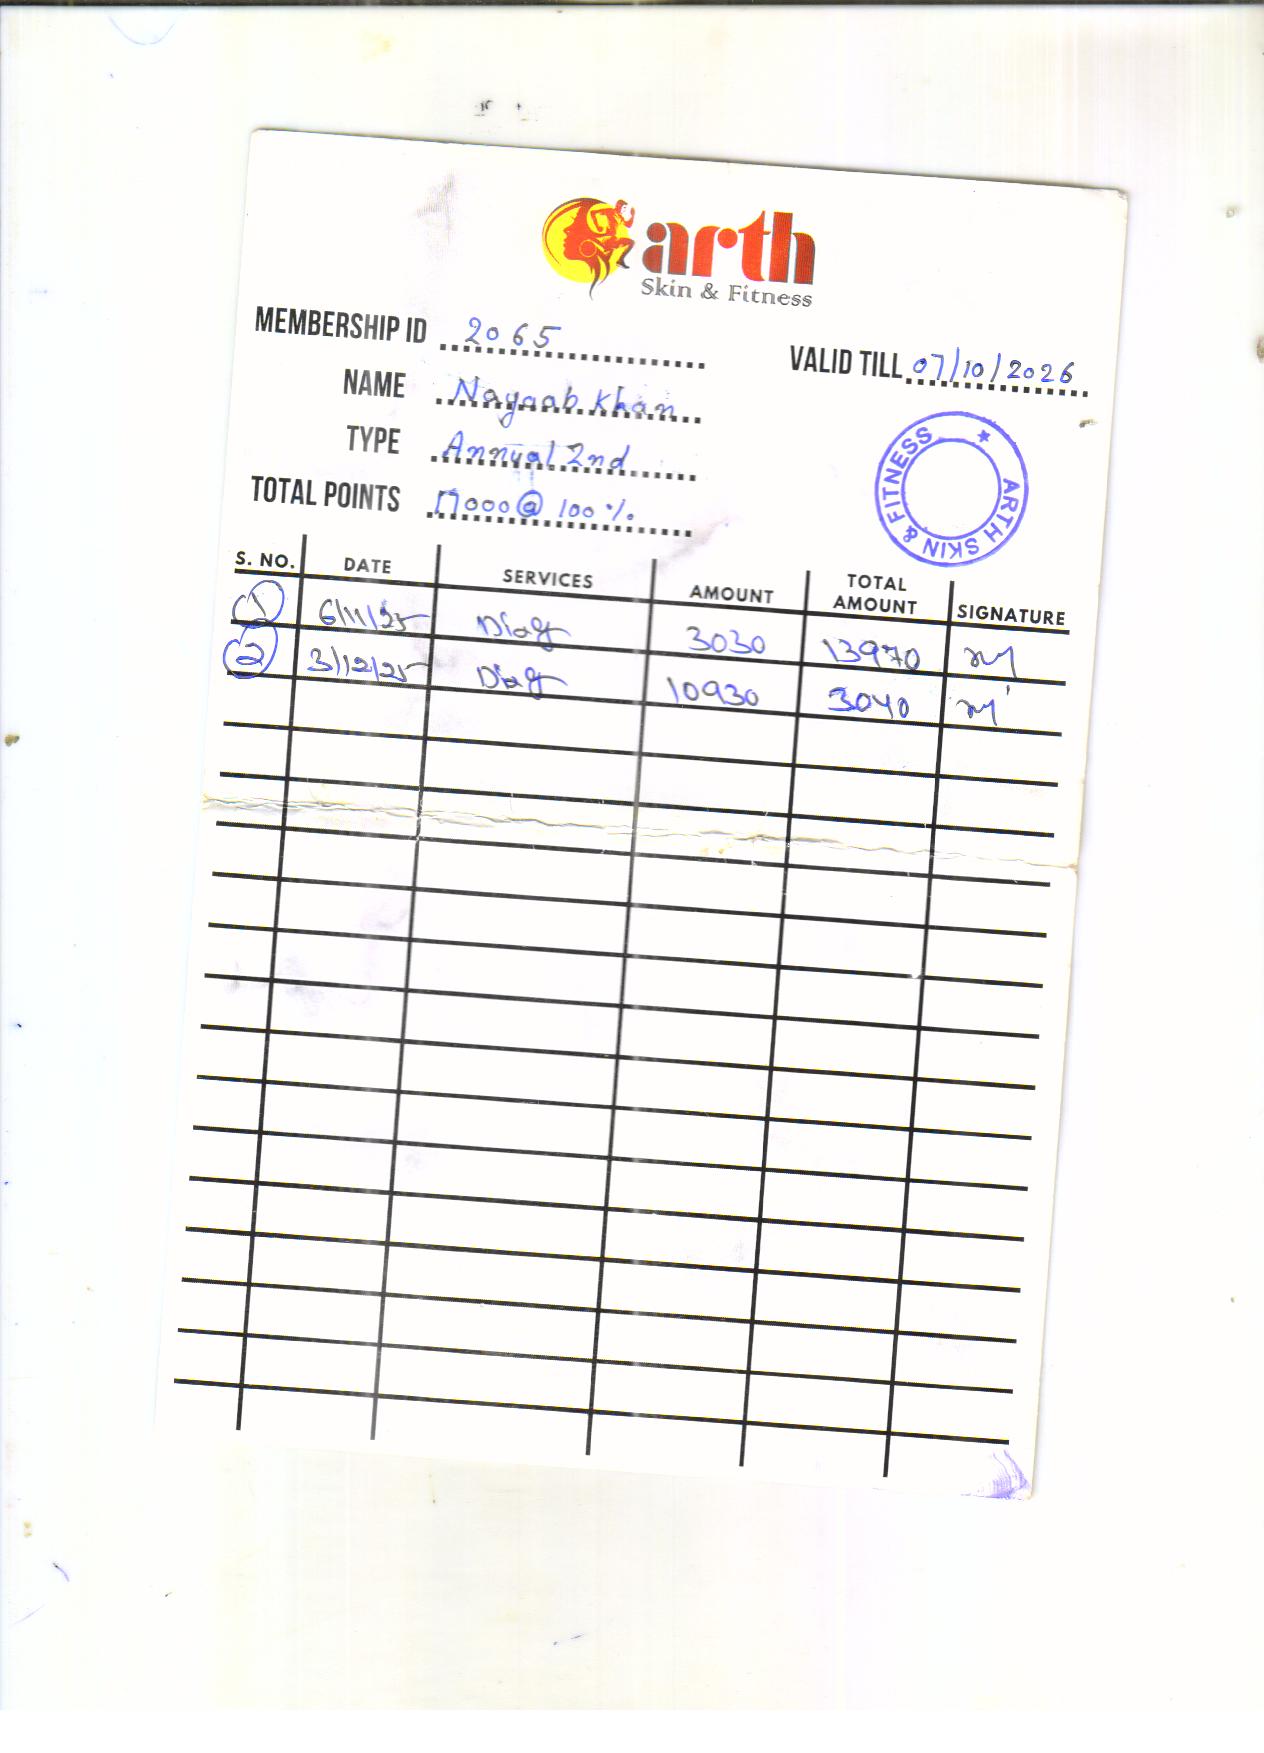 arth
Skin & Fitness
MEMBERSHIP ID 2065
VALID TILL 07/10/2026
NAME Nayaab Khan
TYPE Annual 2nd
TOTAL POINTS 17000 @ 100 %
ARTH SKIN & FITNESS
S. NO. DATE SERVICES AMOUNT TOTAL AMOUNT SIGNATURE
1 6/11/25 Diag 3030 13970
2 3/12/25 Diag 10930 3040